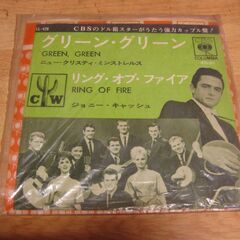 CBSのドル箱スターがうたう強力カップル盤!
LL-478
グリーン・グリーン
GREEN, GREEN
ニュー・クリスティ・ミンストレルス
COLUMBIA
リング・オブ・ファイア
RING OF FIRE
C W
ジョニー・キャッシュ